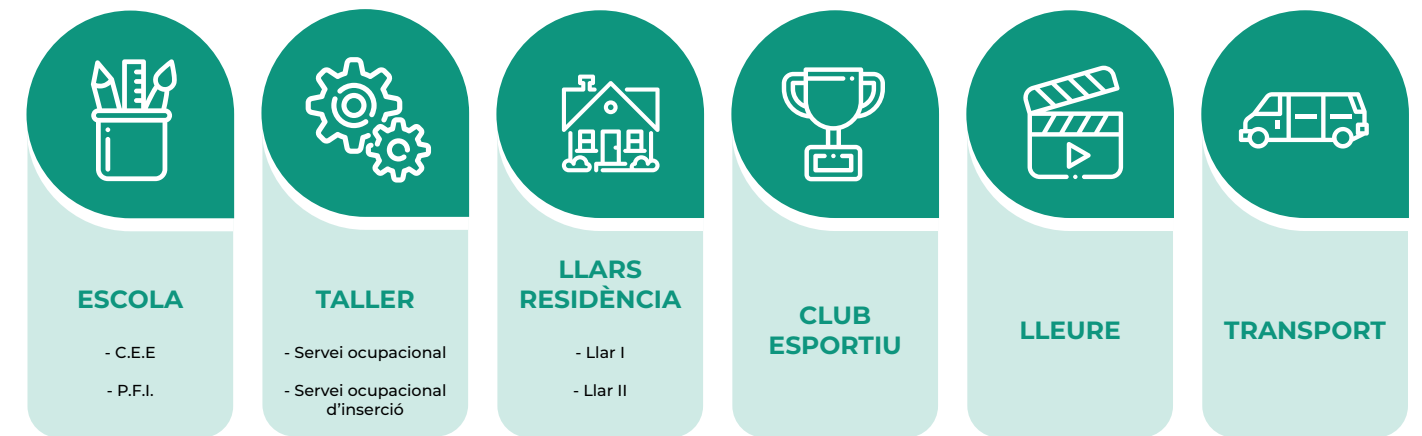 ESCOLA
- C.E.E
- P.F.I.
TALLER
- Servei ocupacional
- Servei ocupacional
d’inserció
LLARS
RESIDÈNCIA
- Llar I
- Llar II
CLUB
ESPORTIU
LLEURE
TRANSPORT